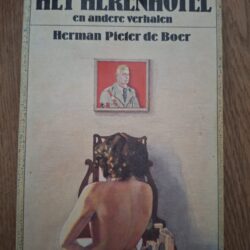 HET HERENHOTEL
en andere verhalen
Herman Pieter de Boer